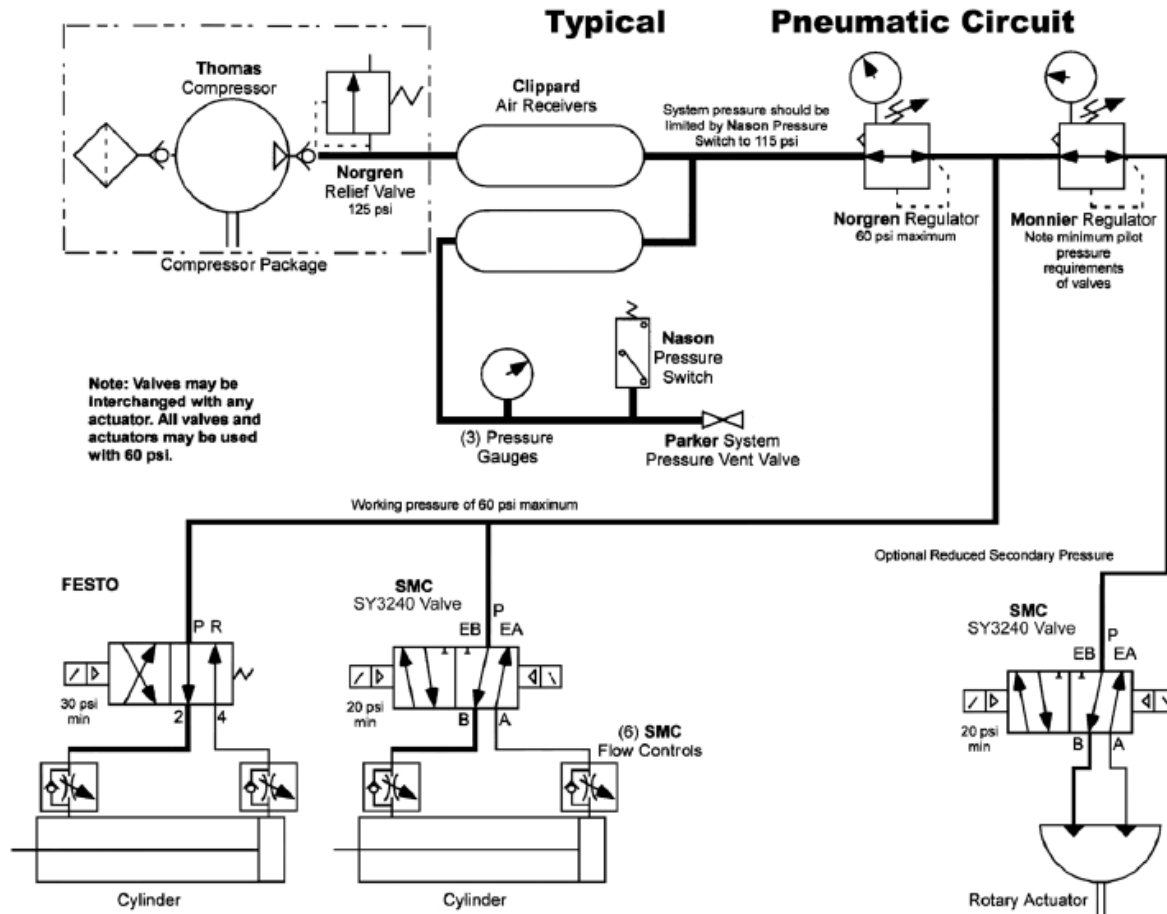 Typical Pneumatic Circuit
Thomas
Compressor
Norgren
Relief Valve
125 psi
Compressor Package
Clippard
Air Receivers
System pressure should be
limited by Nason Pressure
Switch to 115 psi
Norgren Regulator
60 psi maximum
Monnier Regulator
Note minimum pilot
pressure
requirements
of valves
Nason
Pressure
Switch
(3) Pressure
Gauges
Parker System
Pressure Vent Valve
Note: Valves may be
interchanged with any
actuator. All valves and
actuators may be used
with 60 psi.
Working pressure of 60 psi maximum
Optional Reduced Secondary Pressure
FESTO
P R
30 psi
min
2 4
Cylinder
SMC
SY3240 Valve
P
EB EA
20 psi
min
B A
(6) SMC
Flow Controls
Cylinder
SMC
SY3240 Valve
P
EB EA
20 psi
min
B A
Rotary Actuator